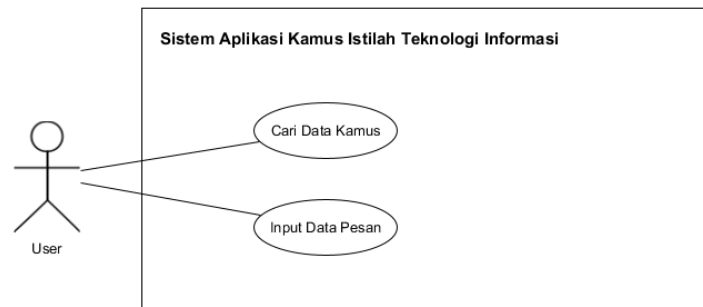 Sistem Aplikasi Kamus Istilah Teknologi Informasi
Cari Data Kamus
Input Data Pesan
User